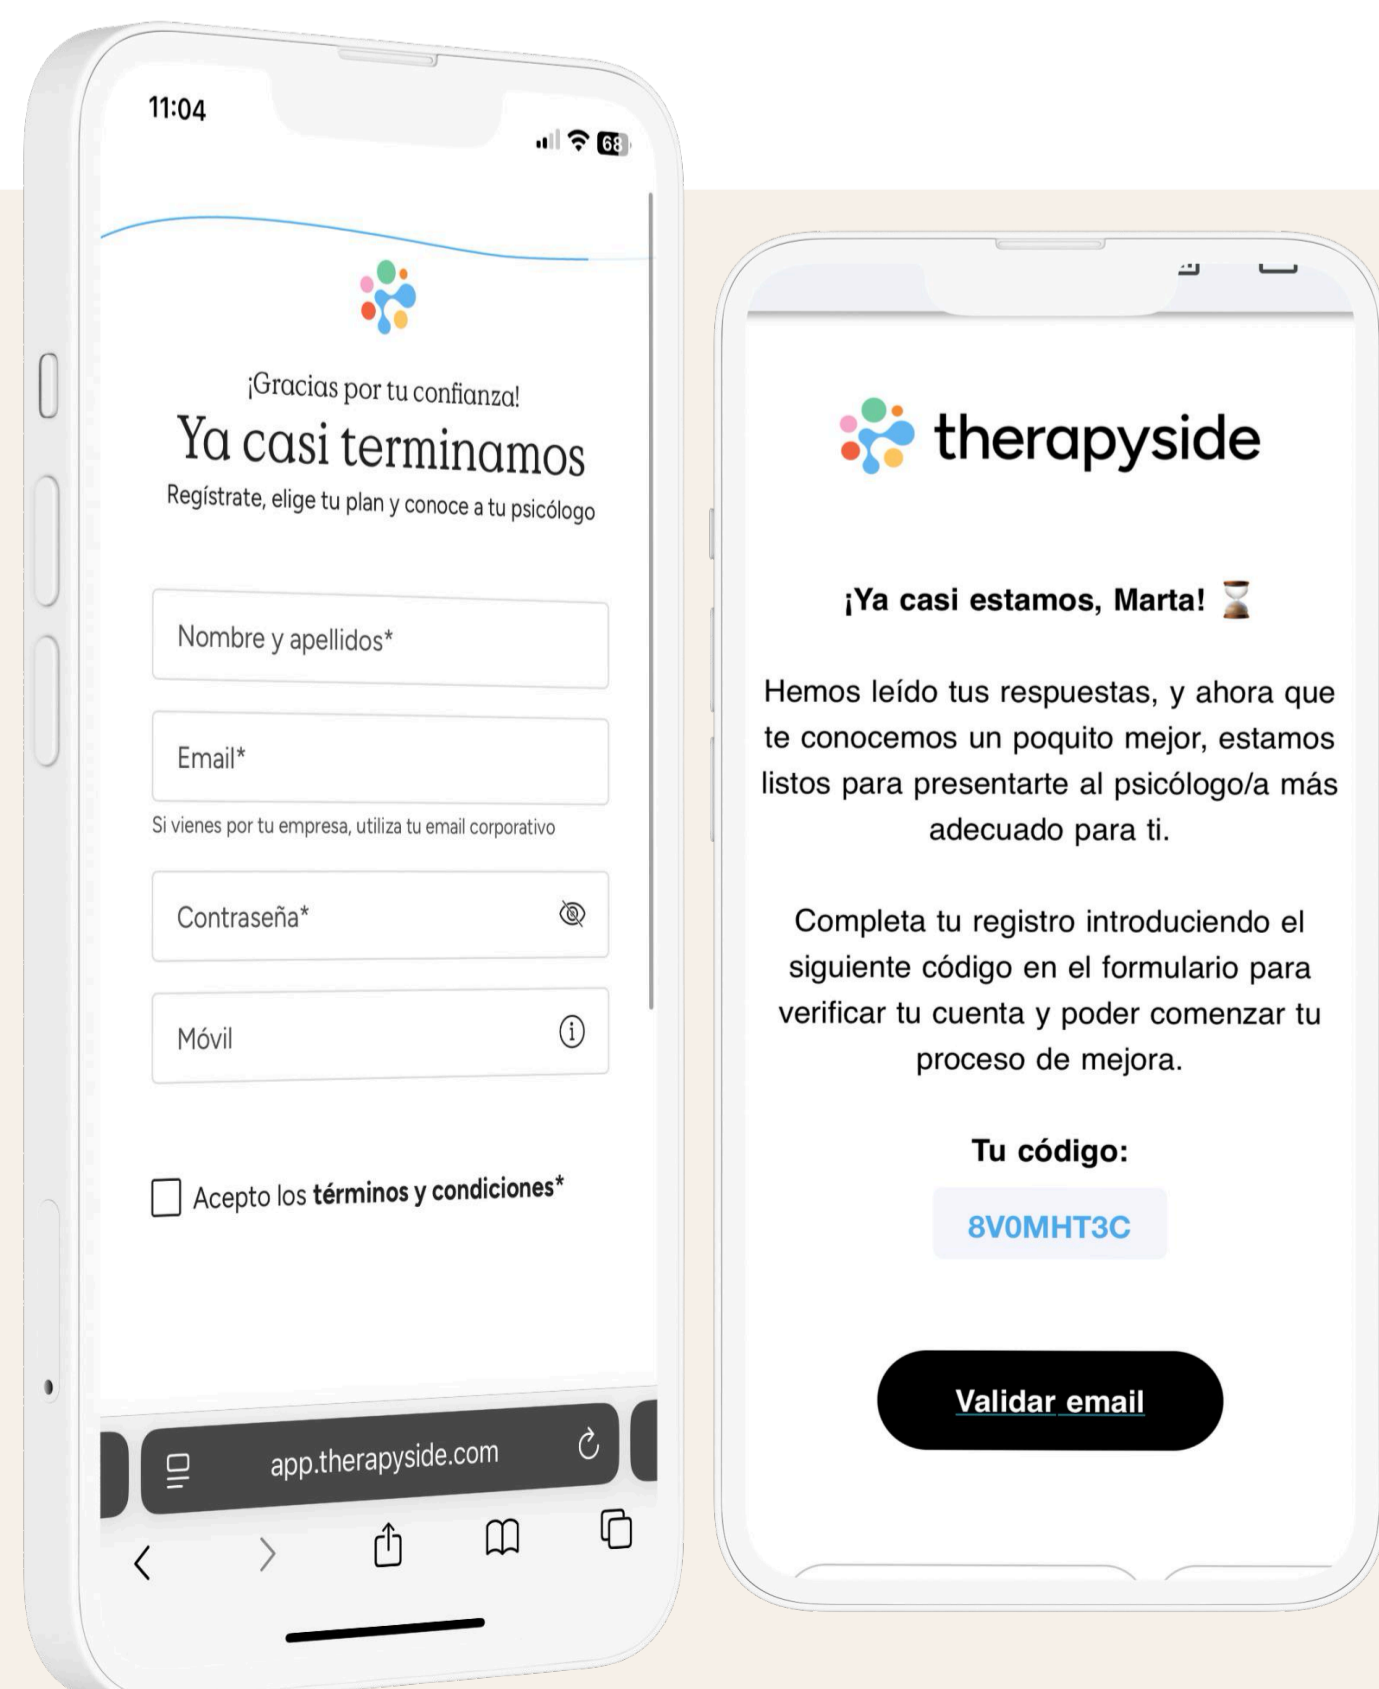 11:04
68
¡Gracias por tu confianza!
Ya casi terminamos
Regístrate, elige tu plan y conoce a tu psicólogo
Nombre y apellidos*
Email*
Si vienes por tu empresa, utiliza tu email corporativo
Contraseña*
Móvil
Acepto los términos y condiciones*
app.therapyside.com
therapyside
¡Ya casi estamos, Marta! ⏳
Hemos leído tus respuestas, y ahora que
te conocemos un poquito mejor, estamos
listos para presentarte al psicólogo/a más
adecuado para ti.
Completa tu registro introduciendo el
siguiente código en el formulario para
verificar tu cuenta y poder comenzar tu
proceso de mejora.
Tu código:
8V0MHT3C
Validar email